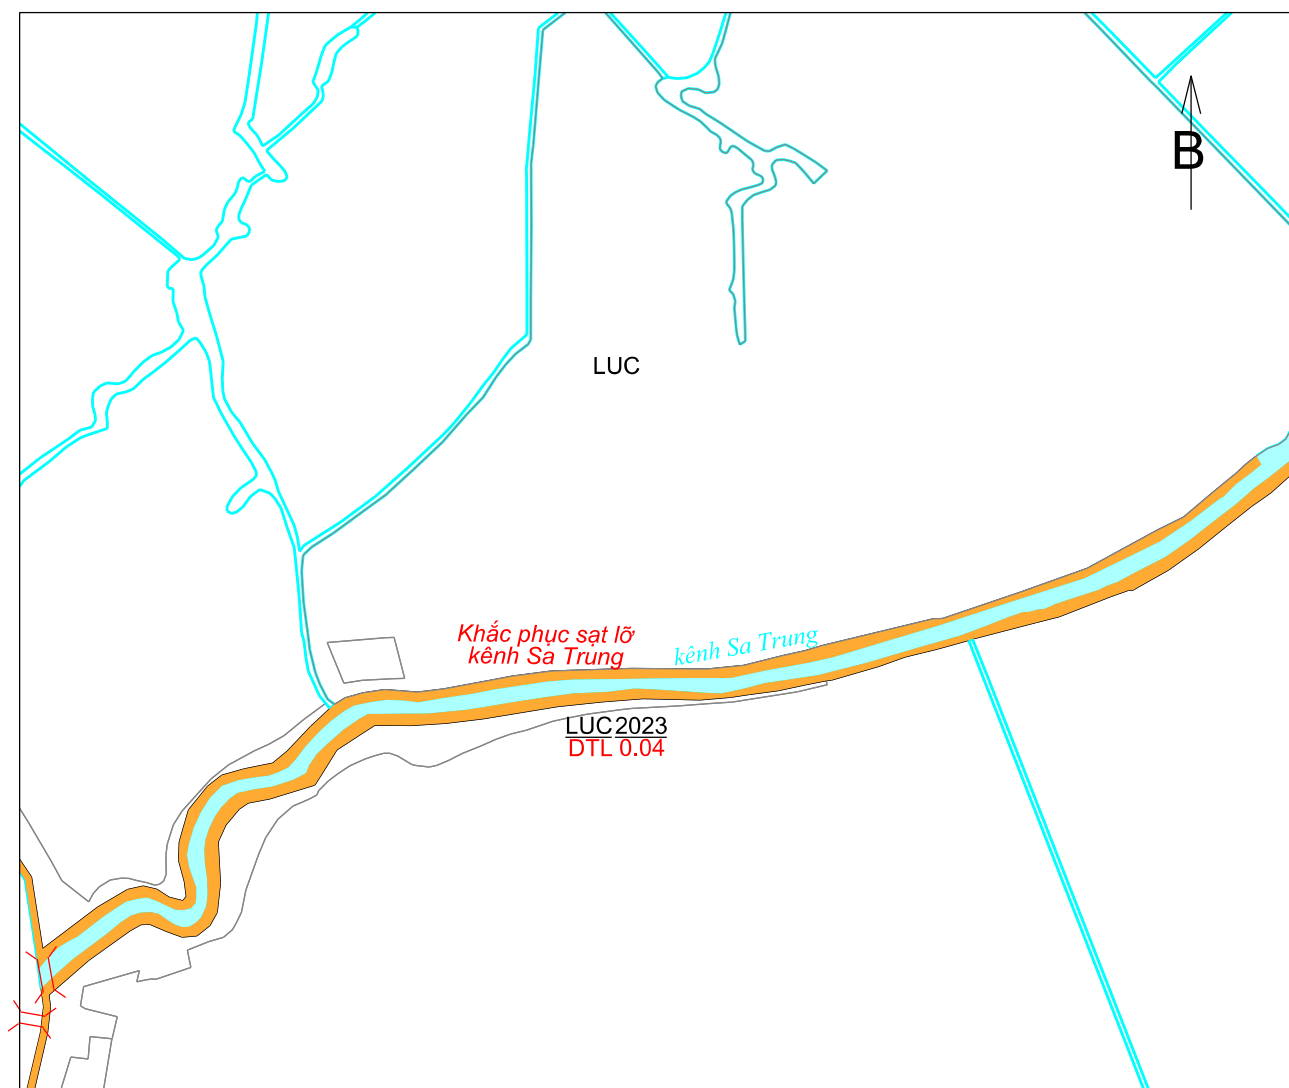 B
LUC
Khắc phục sạt lỡ
kênh Sa Trung
kênh Sa Trung
LUC 2023
DTL 0.04